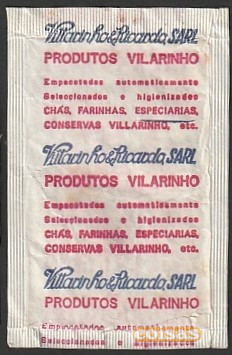 Villarinho & Ricardo, SARL
PRODUTOS VILARINHO
Empacotados automaticamente
Seleccionados e higienizados
CHÁS, FARINHAS, ESPECIARIAS,
CONSERVAS VILLARINHO, etc.
Villarinho & Ricardo, SARL
PRODUTOS VILARINHO
Empacotados automaticamente
Seleccionados e higienizados
CHÁS, FARINHAS, ESPECIARIAS,
CONSERVAS VILLARINHO, etc.
Villarinho & Ricardo, SARL
PRODUTOS VILARINHO
Empacotados automaticamente
Seleccionados e higienizados
coisas